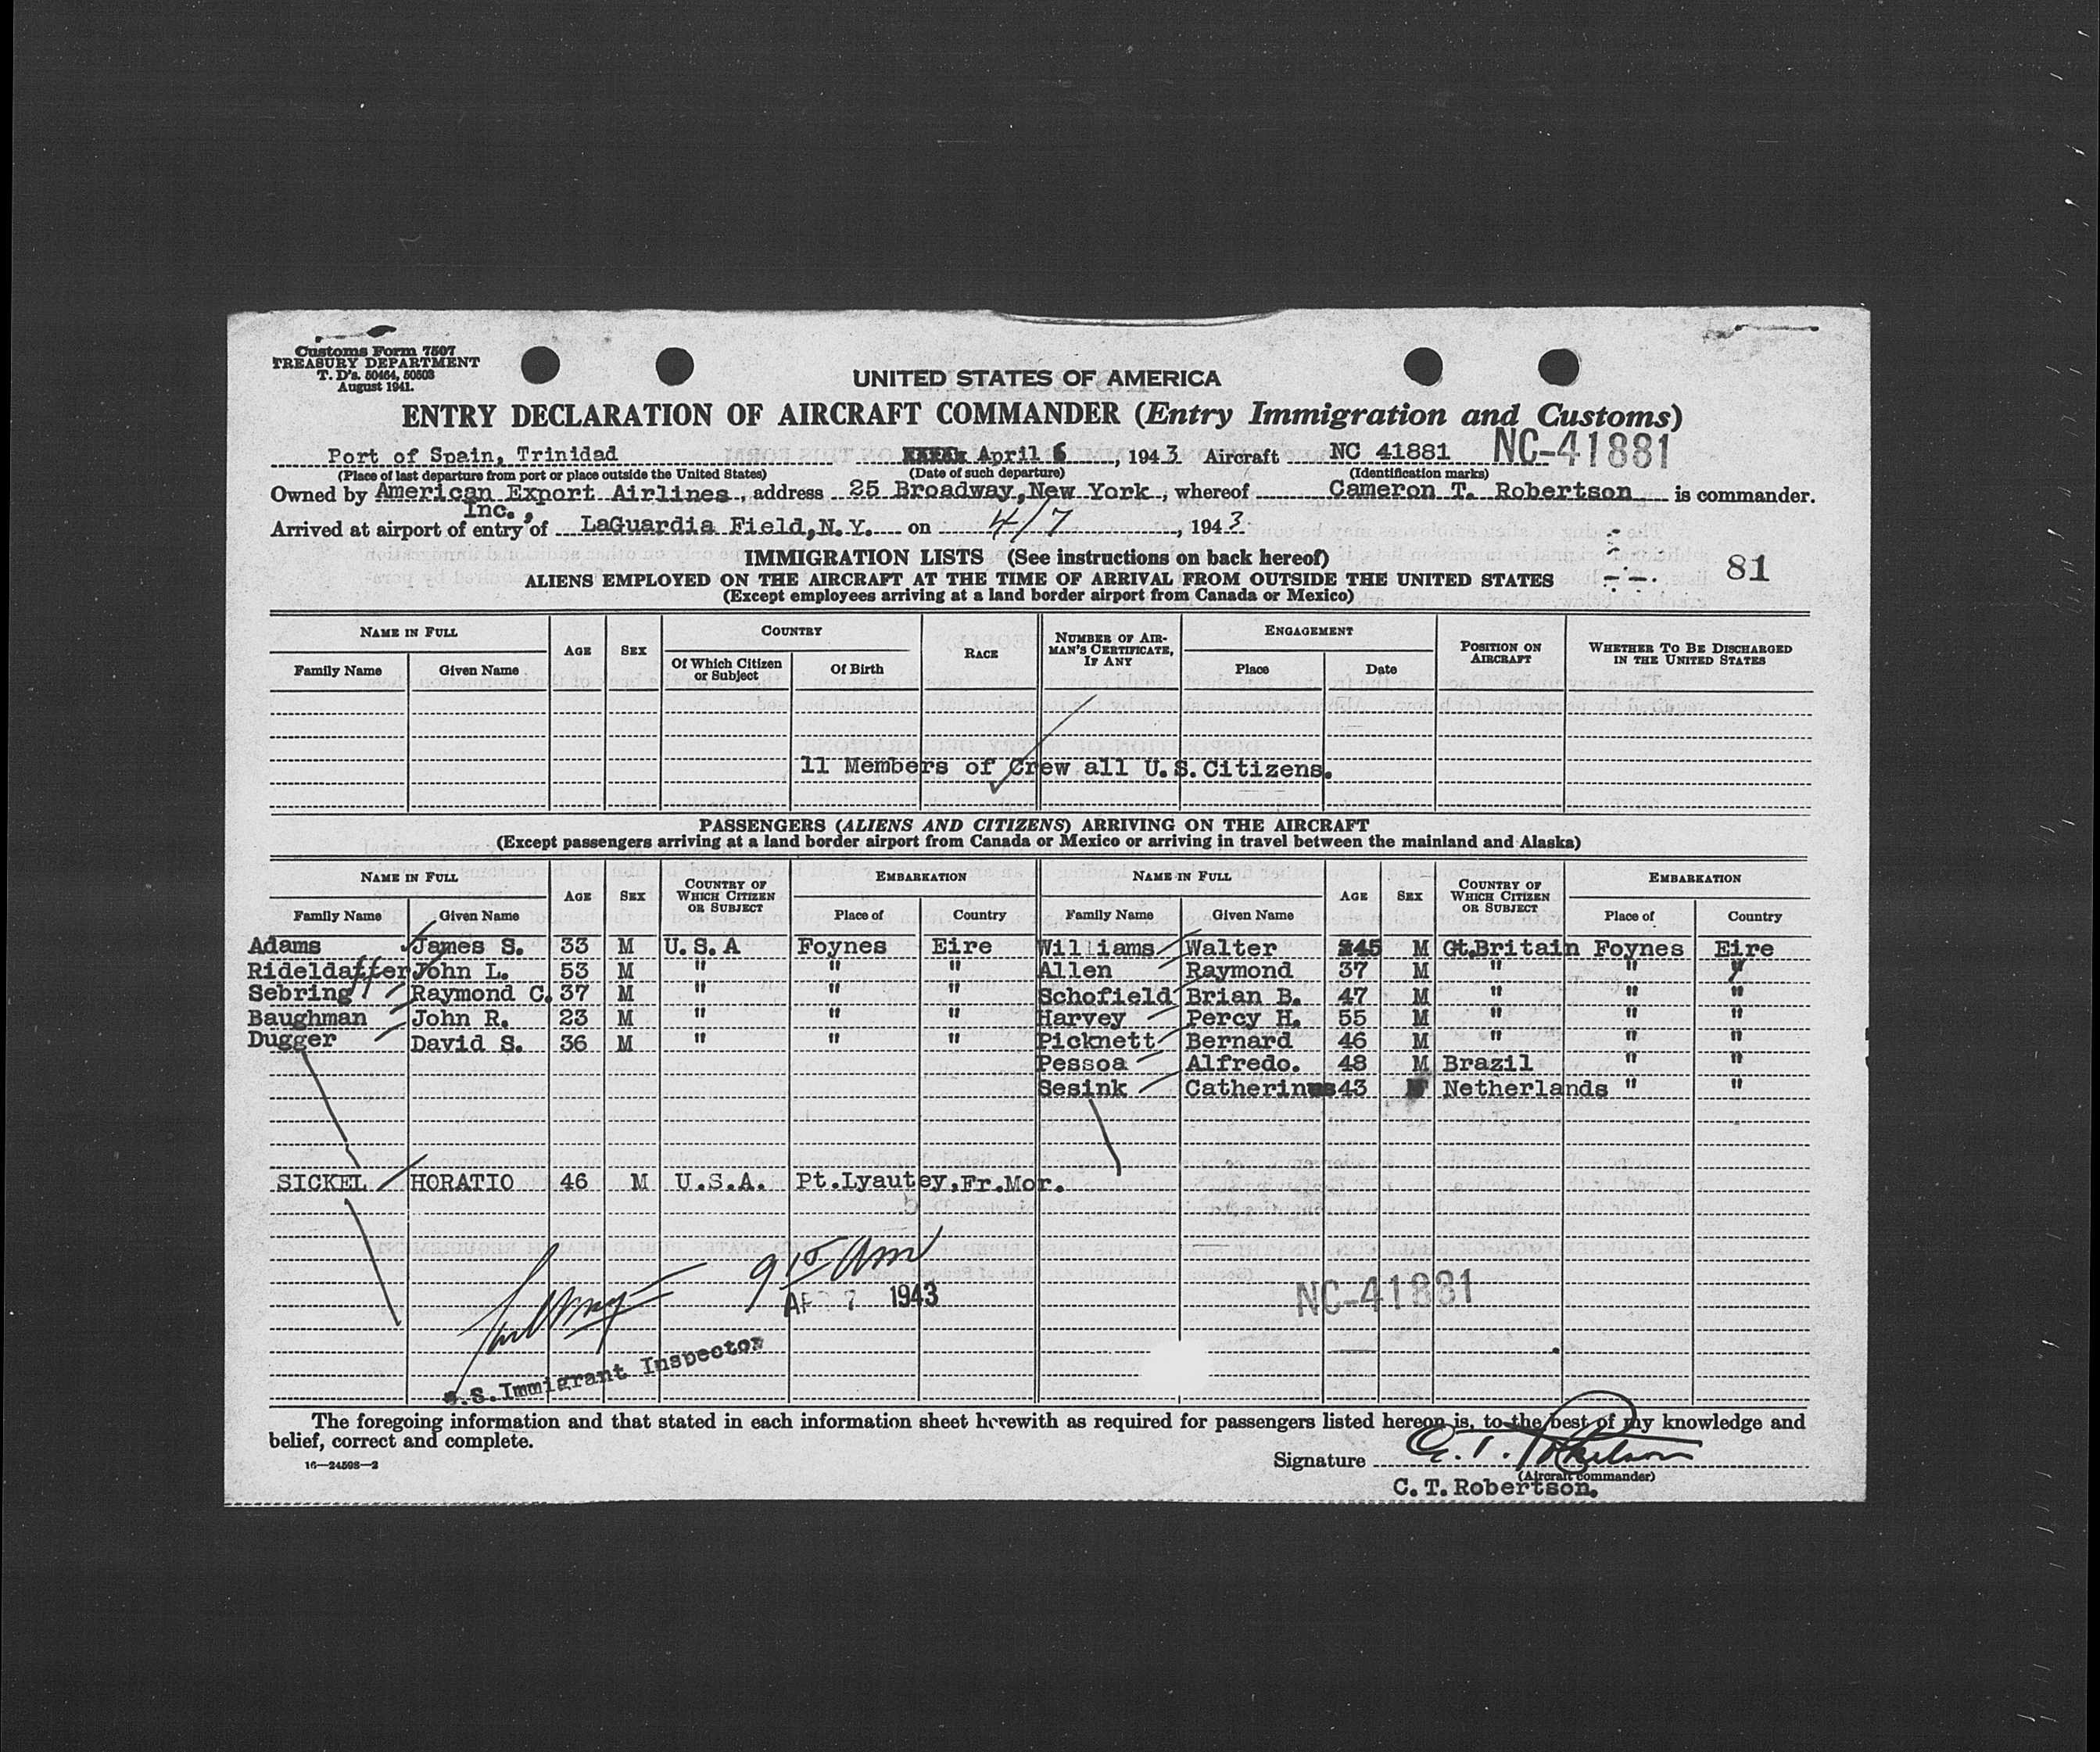 Customs Form 7507
TREASURY DEPARTMENT
T. D's. 50464, 50503
August 1941.
UNITED STATES OF AMERICA
ENTRY DECLARATION OF AIRCRAFT COMMANDER (Entry Immigration and Customs)
Port of Spain, Trinidad April 6, 1943 Aircraft NC 41881 NC-41881
(Place of last departure from port or place outside the United States) (Date of such departure) (Identification marks)
Owned by American Export Airlines, address 25 Broadway, New York, whereof Cameron T. Robertson is commander.
Inc.,
Arrived at airport of entry of LaGuardia Field, N.Y. on 4/7, 1943
IMMIGRATION LISTS (See instructions on back hereof)
81
ALIENS EMPLOYED ON THE AIRCRAFT AT THE TIME OF ARRIVAL FROM OUTSIDE THE UNITED STATES
(Except employees arriving at a land border airport from Canada or Mexico)
NAME IN FULL AGE SEX COUNTRY RACE NUMBER OF AIRMAN'S CERTIFICATE, IF ANY ENGAGEMENT POSITION ON AIRCRAFT WHETHER TO BE DISCHARGED IN THE UNITED STATES
Family Name Given Name Of Which Citizen or Subject Of Birth Place Date
11 Members of Crew all U.S.Citizens.
PASSENGERS (ALIENS AND CITIZENS) ARRIVING ON THE AIRCRAFT
(Except passengers arriving at a land border airport from Canada or Mexico or arriving in travel between the mainland and Alaska)
NAME IN FULL AGE SEX COUNTRY OF WHICH CITIZEN OR SUBJECT EMBARKATION NAME IN FULL AGE SEX COUNTRY OF WHICH CITIZEN OR SUBJECT EMBARKATION
Family Name Given Name Place of Country Family Name Given Name Place of Country
Adams James S. 33 M U.S.A Foynes Eire Williams Walter 45 M Gt.Britain Foynes Eire
Rideldaffer John L. 53 M " " " Allen Raymond 37 M " " "
Sebring Raymond C. 37 M " " " Schofield Brian B. 47 M " " "
Baughman John R. 23 M " " " Harvey Percy H. 55 M " " "
Dugger David S. 36 M " " " Picknett Bernard 46 M " " "
Pessoa Alfredo. 48 M Brazil " "
Sesink Catherinus 43 Netherlands " "
SICKEL HORATIO 46 M U.S.A. Pt.Lyautey,Fr.Mor.
9 15 Am
APR 7 1943
NC-41881
U.S.Immigrant Inspector
The foregoing information and that stated in each information sheet herewith as required for passengers listed hereon is, to the best of my knowledge and
belief, correct and complete.
16—24598—2
Signature C. T. Robertson
(Aircraft commander)
C.T.Robertson.